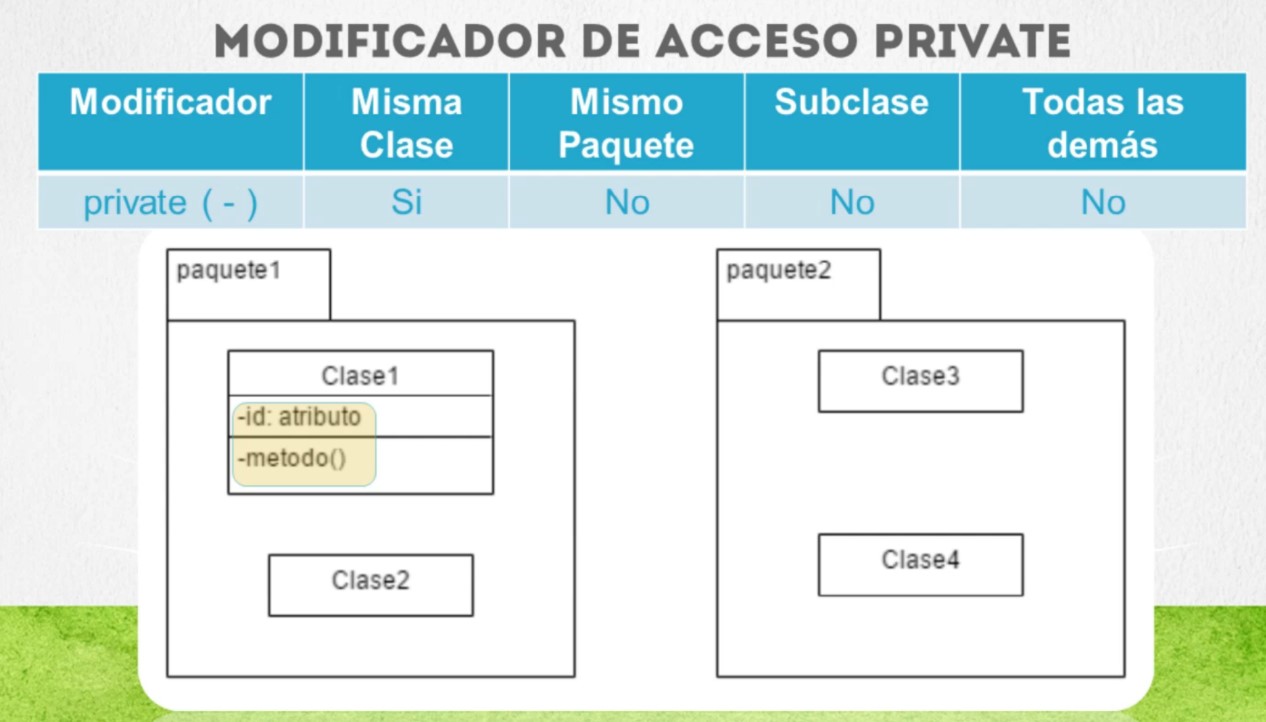 MODIFICADOR DE ACCESO PRIVATE
Modificador Misma Clase Mismo Paquete Subclase Todas las demás
private ( - ) Si No No No
paquete1
Clase1
-id: atributo
-metodo()
Clase2
paquete2
Clase3
Clase4